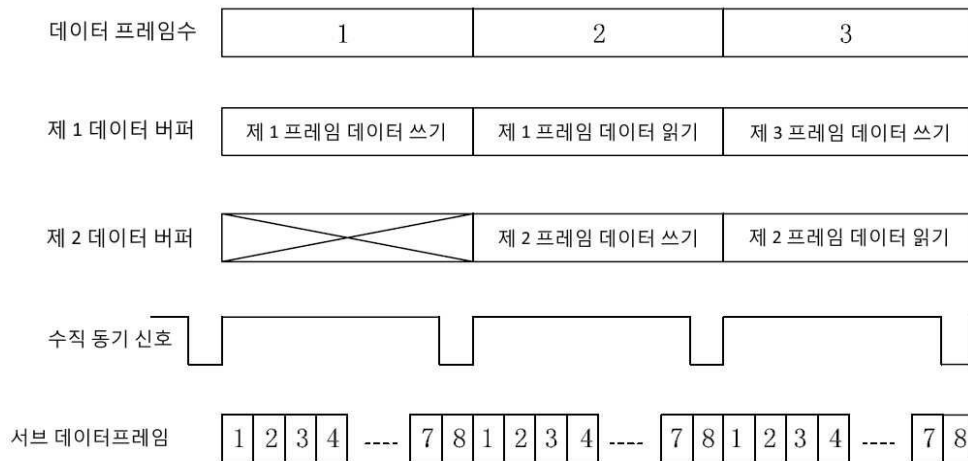 데이터 프레임수 1 2 3
제 1 데이터 버퍼 제 1 프레임 데이터 쓰기 제 1 프레임 데이터 읽기 제 3 프레임 데이터 쓰기
제 2 데이터 버퍼 제 2 프레임 데이터 쓰기 제 2 프레임 데이터 읽기
수직 동기 신호
서브 데이터프레임 1 2 3 4 ---- 7 8 1 2 3 4 ---- 7 8 1 2 3 4 ---- 7 8